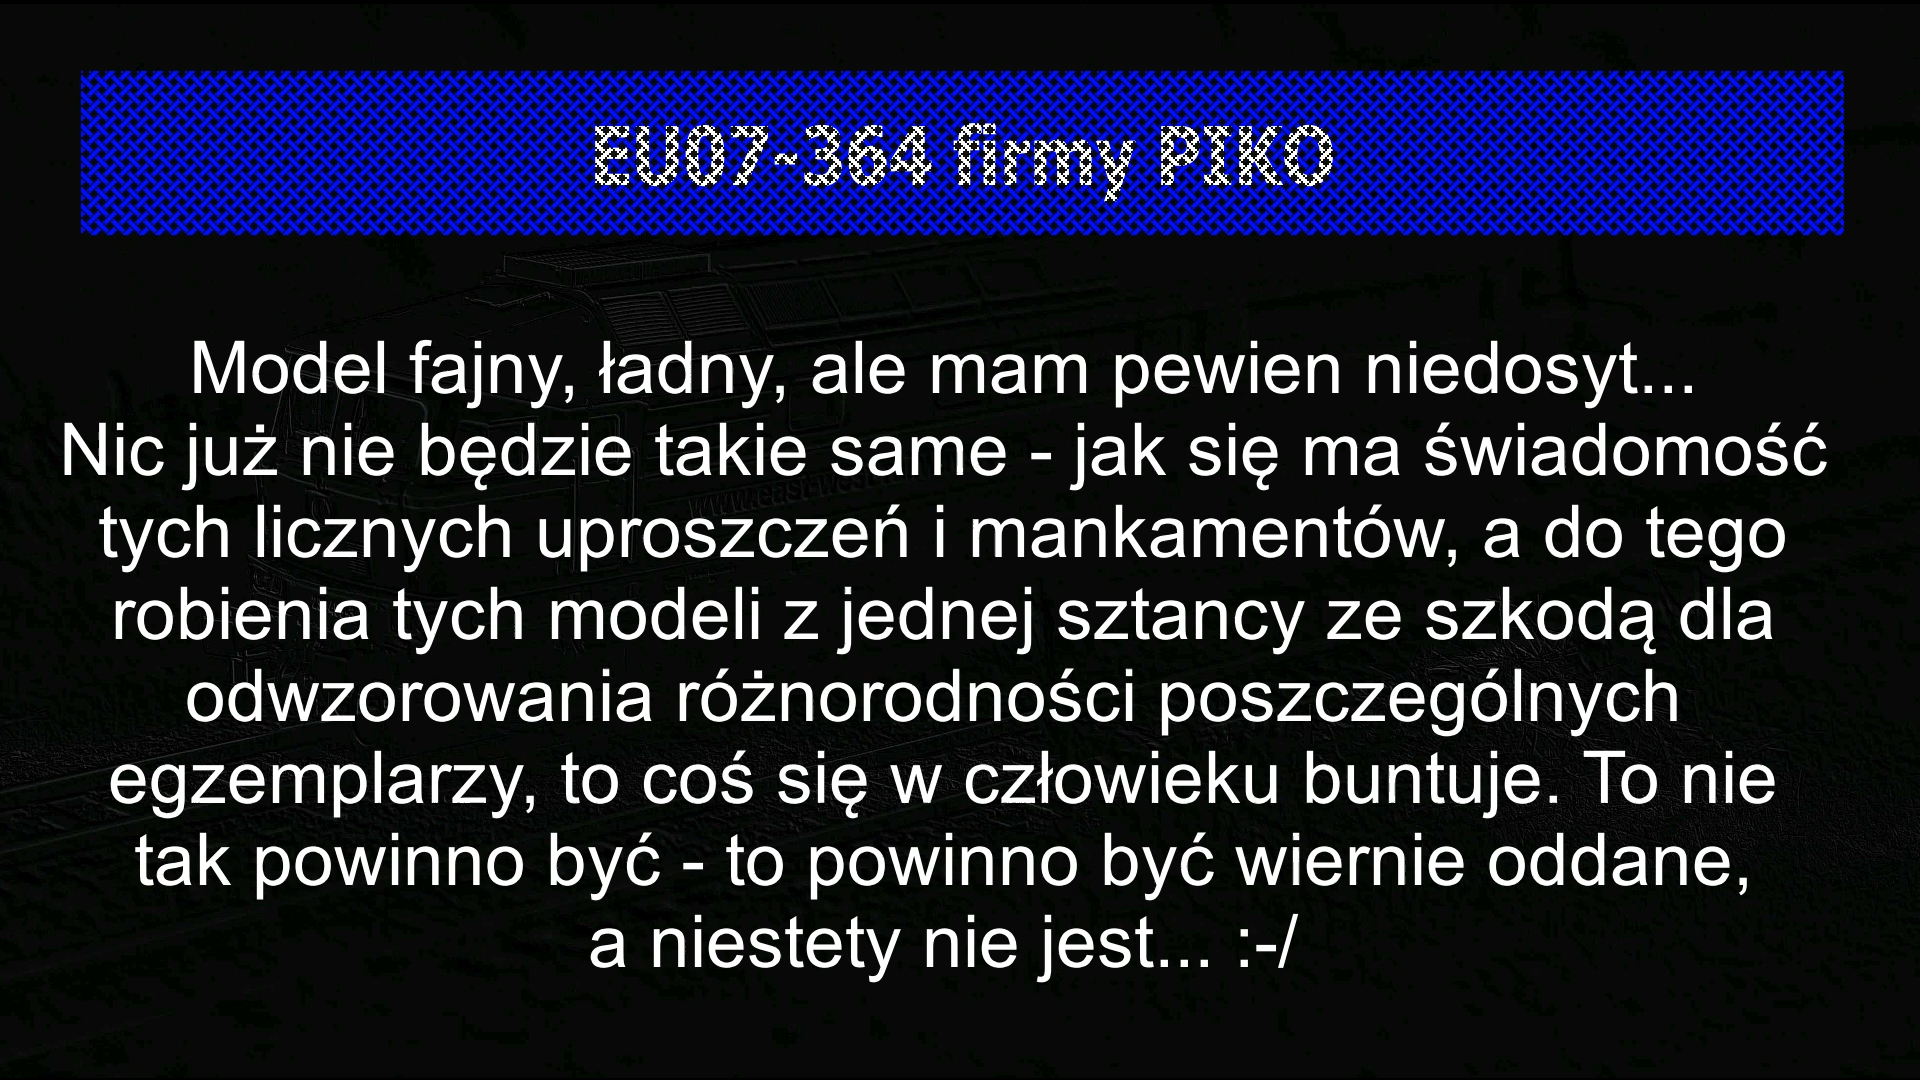 EU07-364 firmy PIKO
Model fajny, ładny, ale mam pewien niedosyt...
Nic już nie będzie takie same - jak się ma świadomość
tych licznych uproszczeń i mankamentów, a do tego
robienia tych modeli z jednej sztancy ze szkodą dla
odwzorowania różnorodności poszczególnych
egzemplarzy, to coś się w człowieku buntuje. To nie
tak powinno być - to powinno być wiernie oddane,
a niestety nie jest... :-/